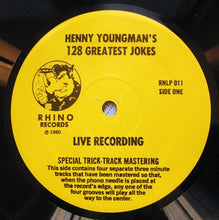 HENNY YOUNGMAN'S
128 GREATEST JOKES
RNLP 011
SIDE ONE
RHINO
RECORDS
© 1980
LIVE RECORDING
SPECIAL TRICK-TRACK MASTERING
This side contains four separate three minute
tracks that have been mastered so that,
when the phono needle is placed at
the record's edge, any one of the
four grooves will play all the
way to the center.